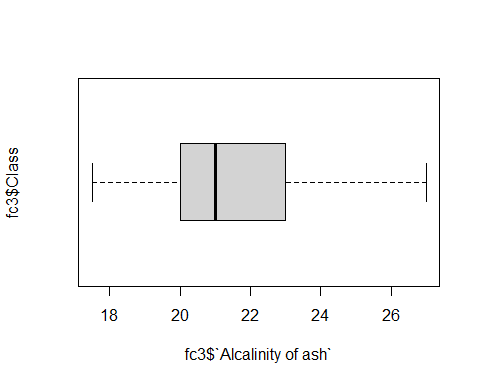 fc3$Class
18 20 22 24 26
fc3$`Alcalinity of ash`